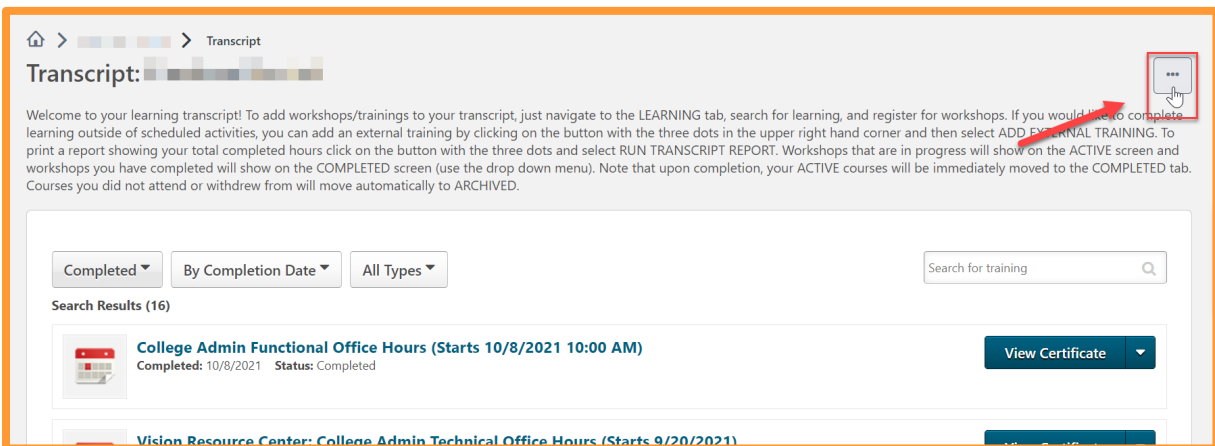 Transcript
Transcript:
Welcome to your learning transcript! To add workshops/trainings to your transcript, just navigate to the LEARNING tab, search for learning, and register for workshops. If you would like to complete
learning outside of scheduled activities, you can add an external training by clicking on the button with the three dots in the upper right hand corner and then select ADD EXTERNAL TRAINING. To
print a report showing your total completed hours click on the button with the three dots and select RUN TRANSCRIPT REPORT. Workshops that are in progress will show on the ACTIVE screen and
workshops you have completed will show on the COMPLETED screen (use the drop down menu). Note that upon completion, your ACTIVE courses will be immediately moved to the COMPLETED tab.
Courses you did not attend or withdrew from will move automatically to ARCHIVED.
Completed By Completion Date All Types Search for training
Search Results (16)
College Admin Functional Office Hours (Starts 10/8/2021 10:00 AM)
Completed: 10/8/2021 Status: Completed
View Certificate
Vision Resource Center: College Admin Technical Office Hours (Starts 9/20/2021)
View Certificate